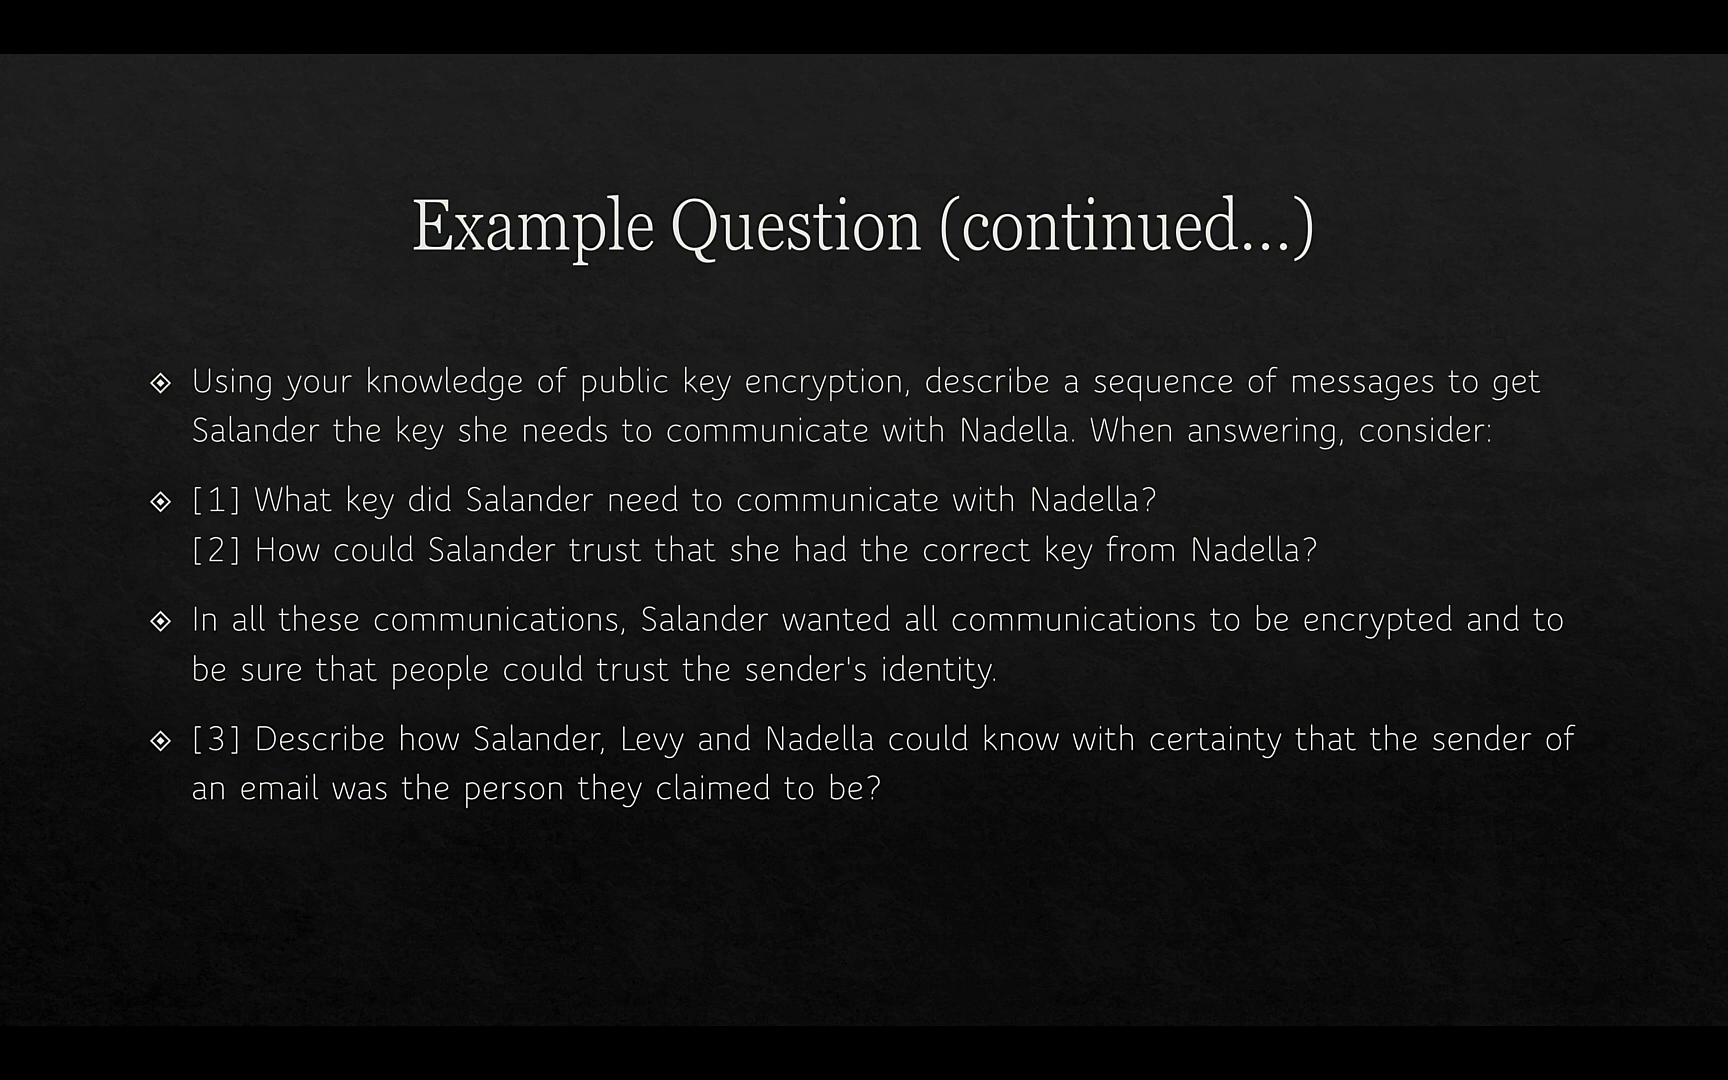 Example Question (continued...)
Using your knowledge of public key encryption, describe a sequence of messages to get
Salander the key she needs to communicate with Nadella. When answering, consider:
[1] What key did Salander need to communicate with Nadella?
[2] How could Salander trust that she had the correct key from Nadella?
In all these communications, Salander wanted all communications to be encrypted and to
be sure that people could trust the sender's identity.
[3] Describe how Salander, Levy and Nadella could know with certainty that the sender of
an email was the person they claimed to be?